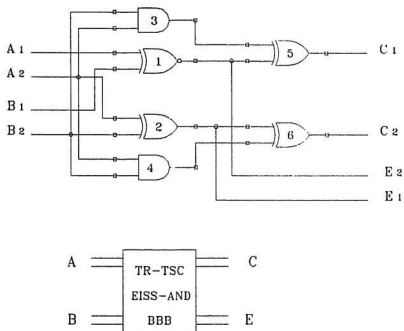 3
A 1
1
5
C 1
A 2
B 1
2
6
C 2
B 2
4
E 2
E 1
A
TR-TSC
C
EISS-AND
B
BBB
E